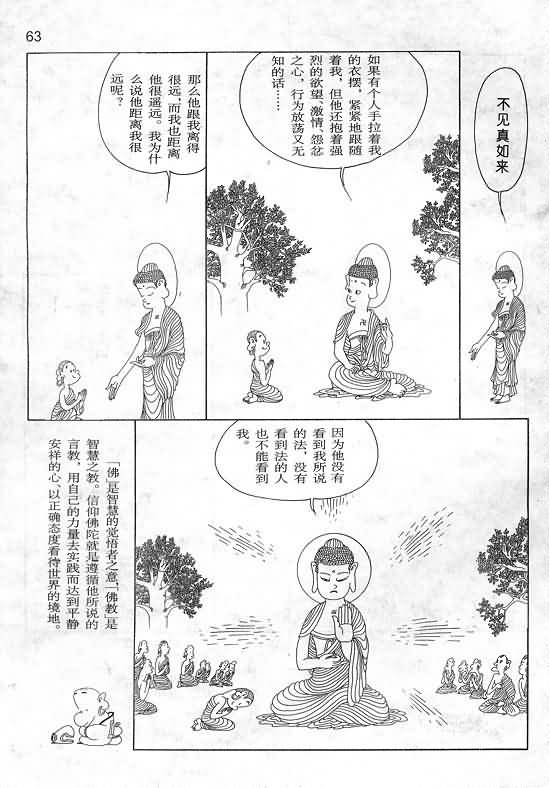 63
不见真如来
如果有个人手拉着我
的衣摆，紧紧地跟随
着我，但他还抱着强
烈的欲望、激情、怨忿
之心，行为放荡又无
知的话……
那么他跟我离得
很远，而我也距离
他很遥远。我为什
么说他距离我很
远呢？
因为他没有
看到我所说
的法，没有
看到法的人
也不能看到
我。
「佛」是智慧的觉悟者之意，「佛教」是
智慧之教。信仰佛陀就是遵循他所说的
言教，用自己的力量去实践而达到平静
安祥的心、以正确态度看待世界的境地。